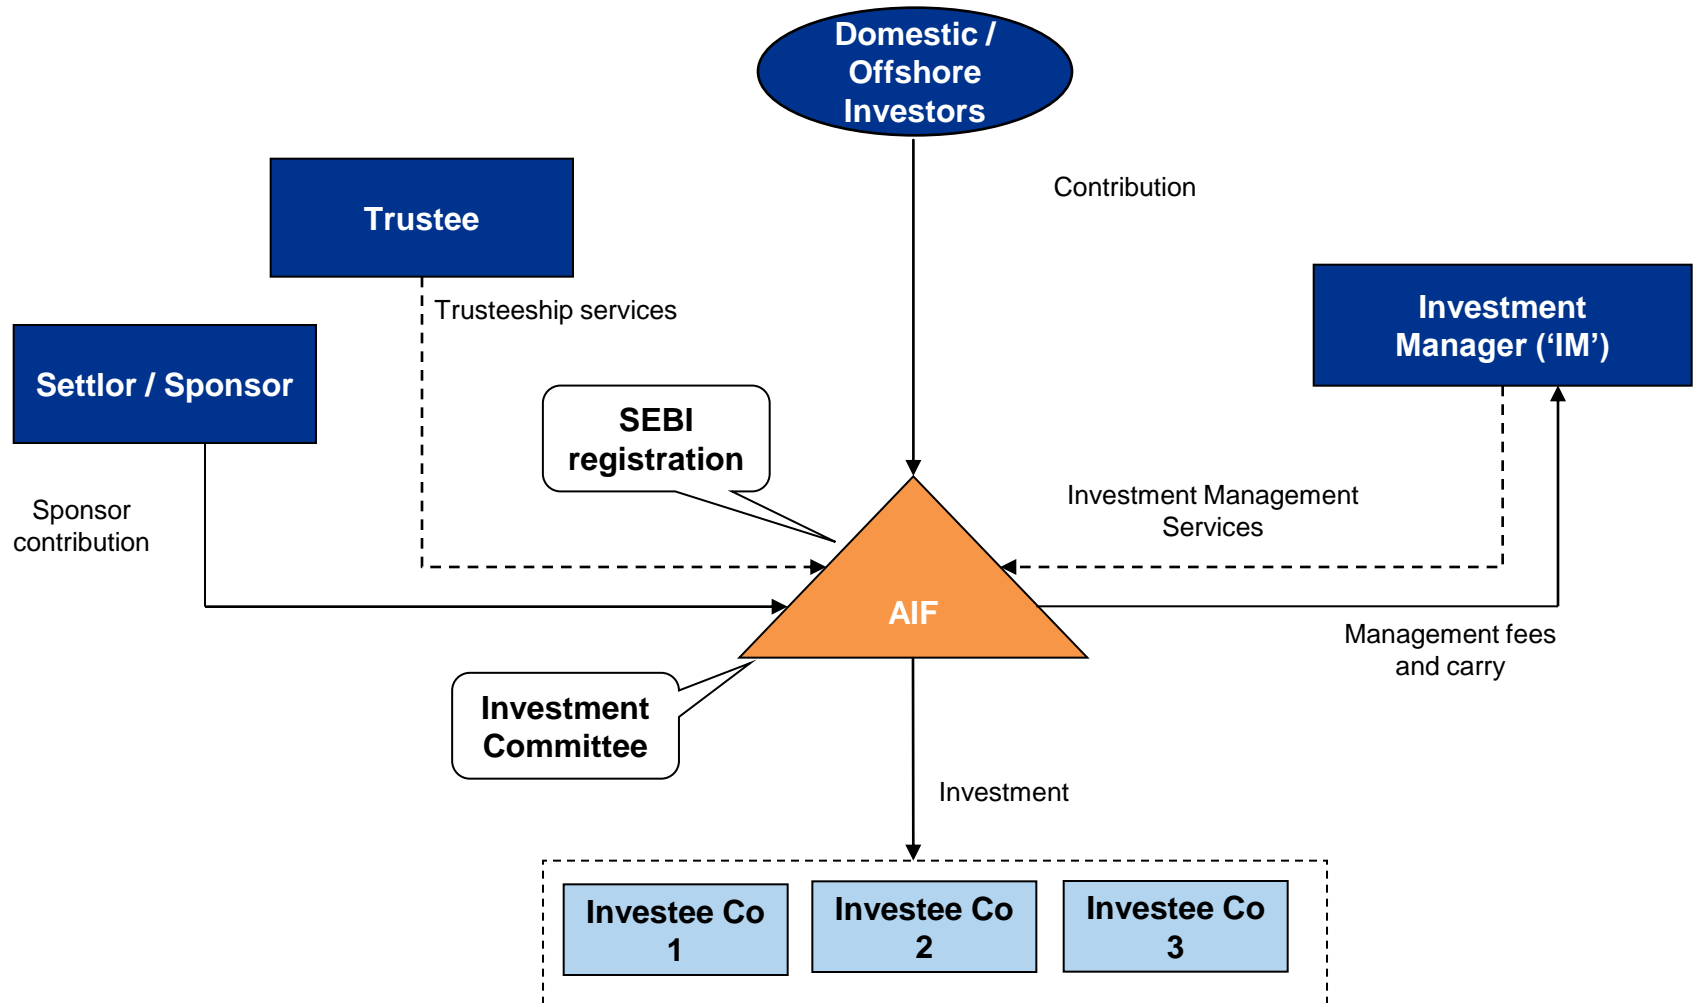 Domestic /
Offshore
Investors
Contribution
Trustee
Trusteeship services
Investment
Manager (‘IM’)
Settlor / Sponsor
SEBI
registration
Sponsor
contribution
Investment Management
Services
AIF
Management fees
and carry
Investment
Committee
Investment
Investee Co
1
Investee Co
2
Investee Co
3